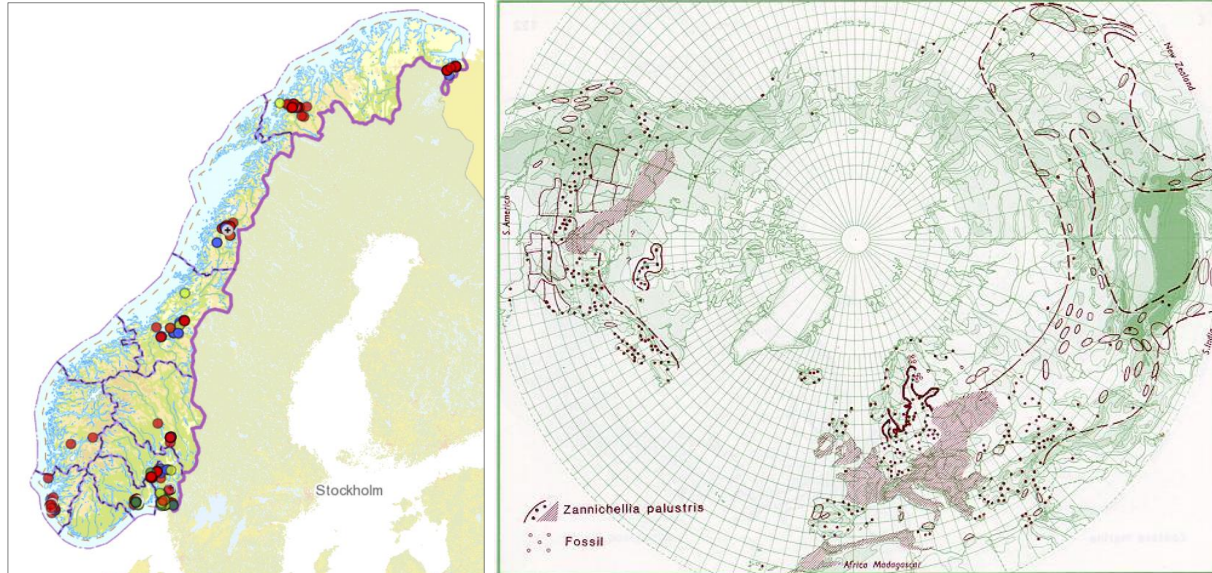 Stockholm
New Zealand
S. America
S. India
?
?
?
Zannichellia palustris
Fossil
Africa Madagascar